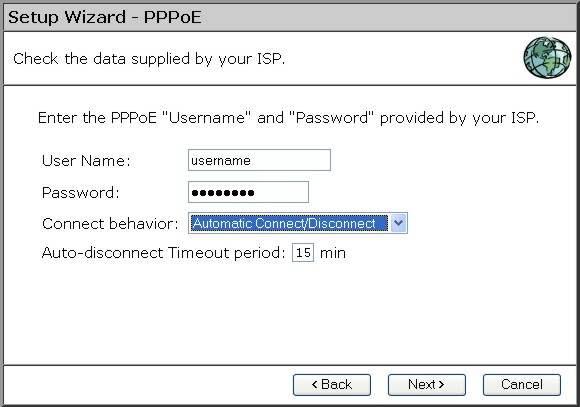 Setup Wizard - PPPoE
Check the data supplied by your ISP.
Enter the PPPoE "Username" and "Password" provided by your ISP.
User Name: username
Password: ●●●●●●●●
Connect behavior: Automatic Connect/Disconnect
Auto-disconnect Timeout period: 15 min
< Back Next > Cancel